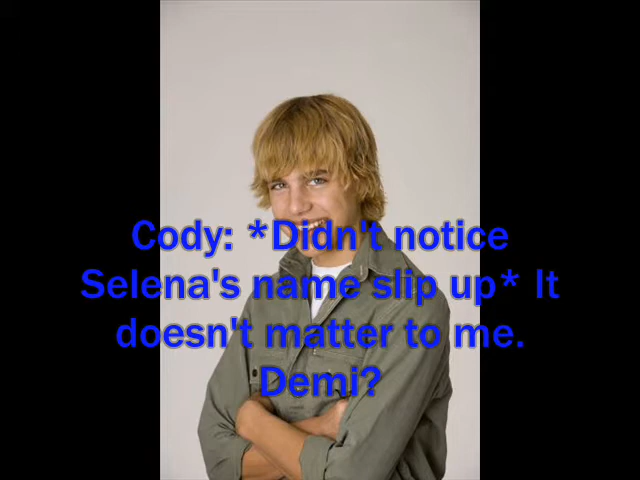 Cody: *Didn't notice
Selena's name slip up* It
doesn't matter to me.
Demi?